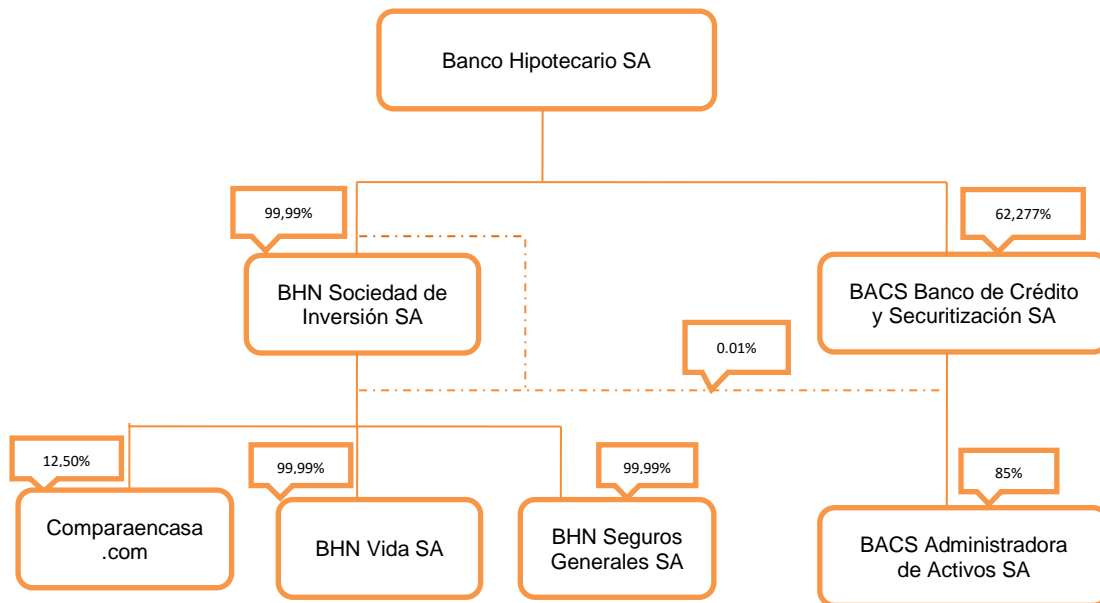 Banco Hipotecario SA
99,99%
62,277%
BHN Sociedad de
Inversión SA
BACS Banco de Crédito
y Securitización SA
0.01%
12,50%
99,99%
99,99%
85%
Comparaencasa
.com
BHN Vida SA
BHN Seguros
Generales SA
BACS Administradora
de Activos SA